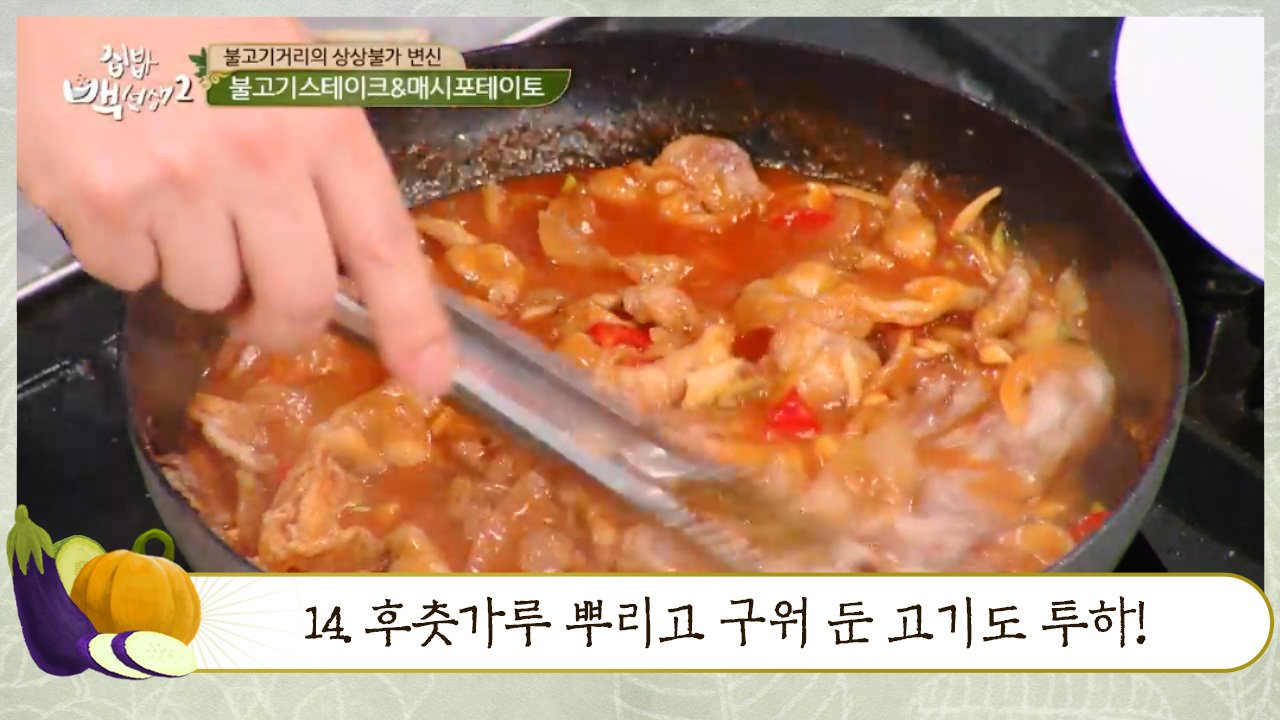 집밥
백선생2
불고기거리의 상상불가 변신
불고기스테이크&매시포테이토
14. 후춧가루 뿌리고 구워 둔 고기도 투하!